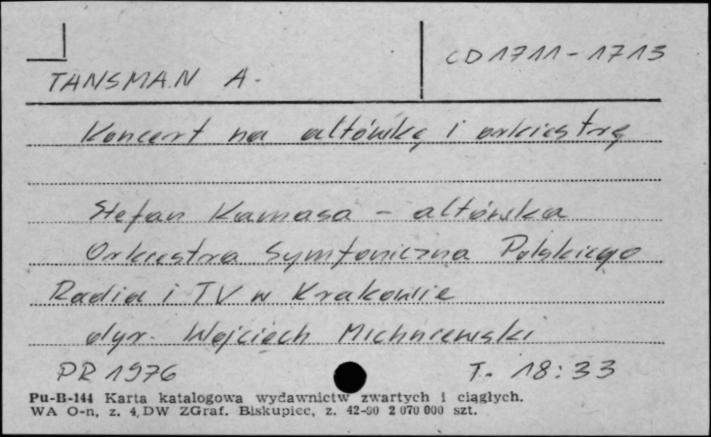 CD 1711-1713
TANSMAN A.
Koncert na altówkę i orkiestrę
Stefan Kamasa - altówka
Orkiestra Symfoniczna Polskiego
Radia i TV w Krakowie
dyr. Wojciech Michniewski
PR 1976 T. 18:33
Pu-B-144 Karta katalogowa wydawnictw zwartych i ciągłych.
WA O-n, z. 4, DW ZGraf. Biskupiec, z. 42-80 2 070 000 szt.